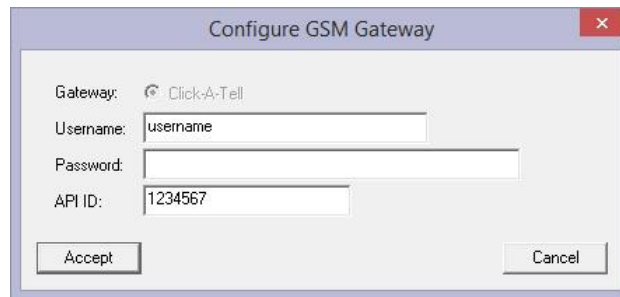 Configure GSM Gateway
Gateway: Click-A-Tell
Username: username
Password:
API ID: 1234567
Accept Cancel